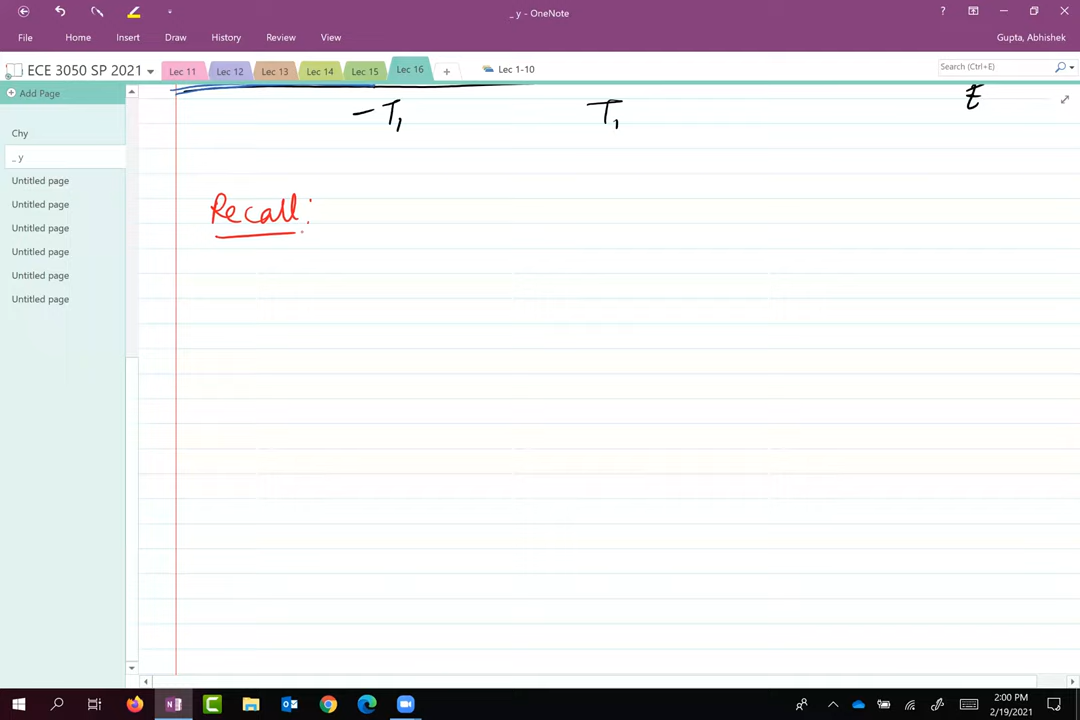 _ y - OneNote
?
Gupta, Abhishek
File Home Insert Draw History Review View
ECE 3050 SP 2021
Lec 11 Lec 12 Lec 13 Lec 14 Lec 15 Lec 16 + Lec 1-10
Search (Ctrl+E)
Add Page
Chy
_ y
Untitled page
Untitled page
Untitled page
Untitled page
Untitled page
Untitled page
-T₁ T₁ t
Recall:
2:00 PM
2/19/2021